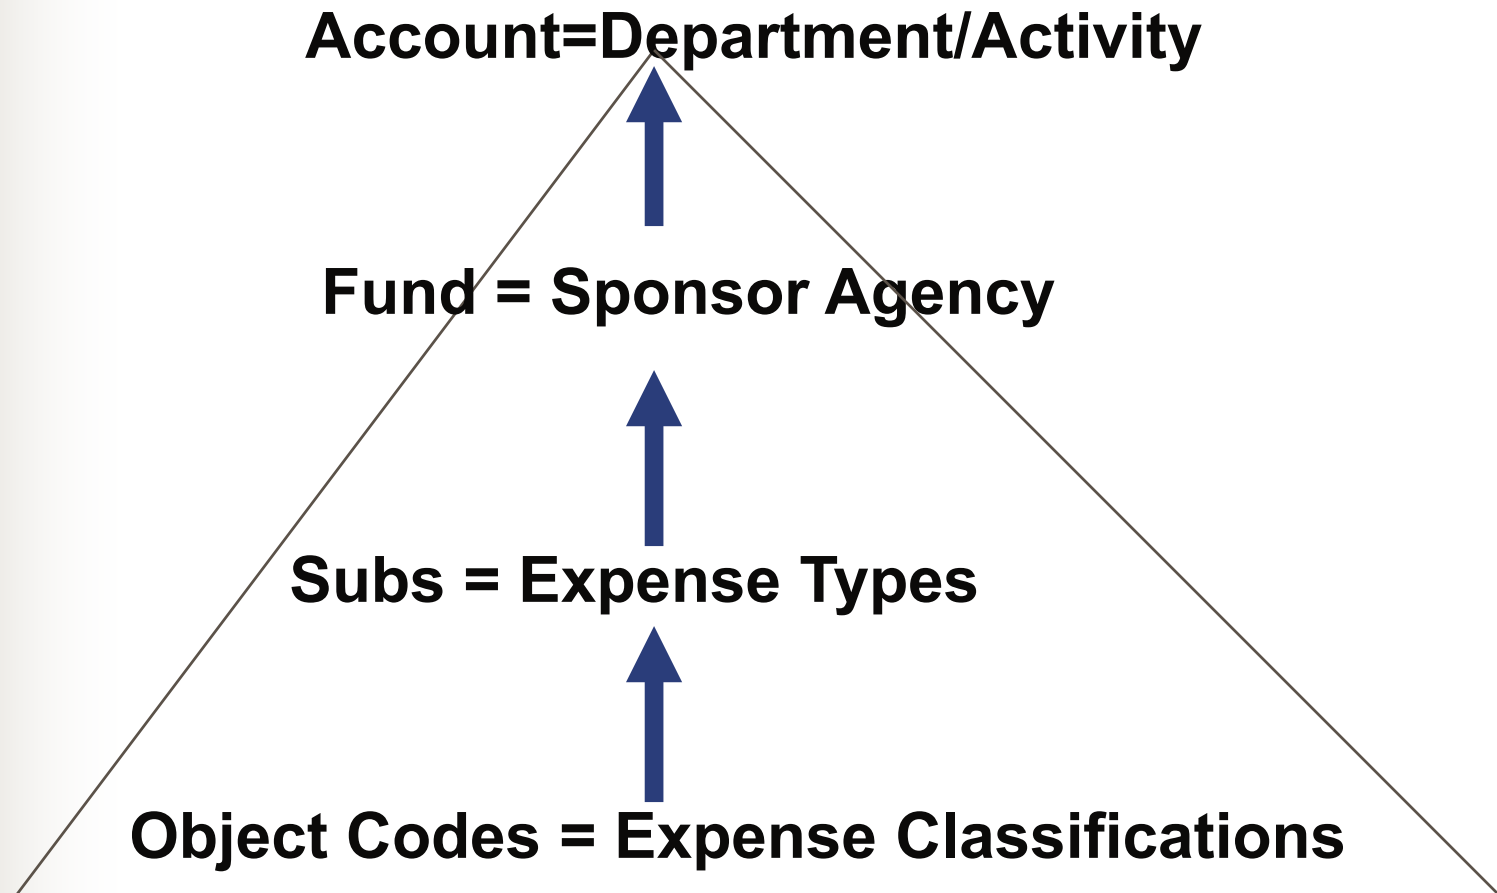 Account=Department/Activity
Fund = Sponsor Agency
Subs = Expense Types
Object Codes = Expense Classifications